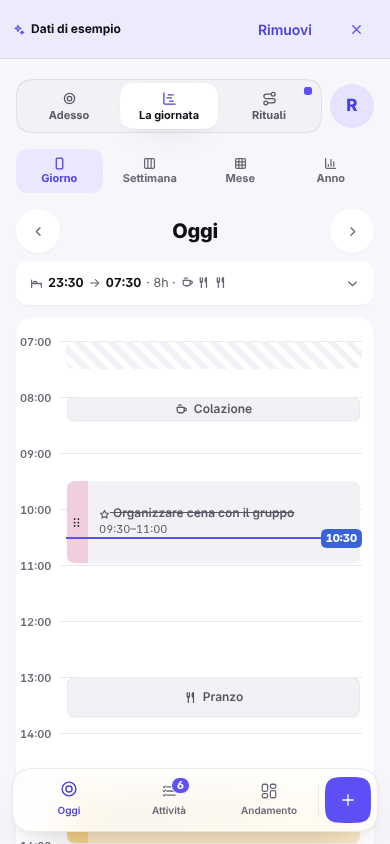 Dati di esempio
Rimuovi
Adesso
La giornata
Rituali
R
Giorno
Settimana
Mese
Anno
Oggi
23:30 → 07:30 · 8h ·
07:00
08:00
Colazione
09:00
10:00
Organizzare cena con il gruppo
09:30–11:00
10:30
11:00
12:00
13:00
Pranzo
14:00
6
Oggi
Attività
Andamento